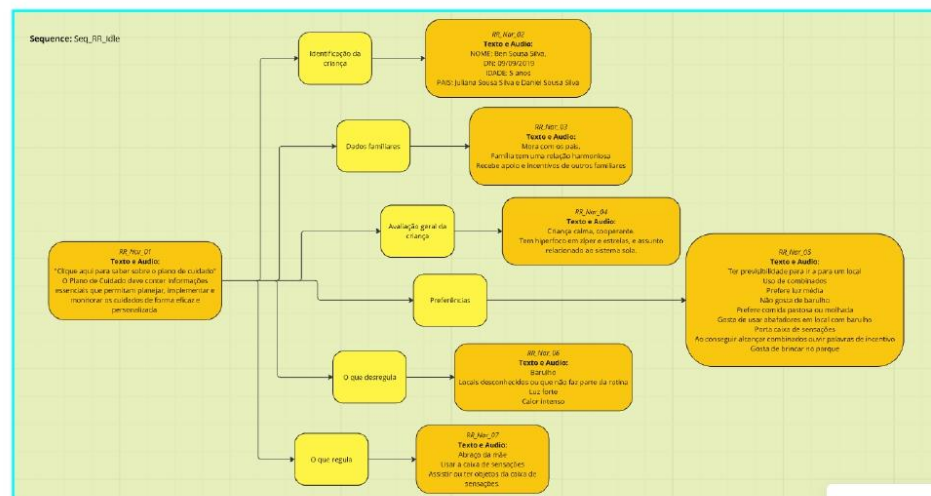 Sequence: Seq_RR_Idle
RR_Nar_01
Texto e Audio:
"Clique aqui para saber sobre o plano de cuidado"
O Plano de Cuidado deve conter informações
essenciais que permitam planejar, implementar e
monitorar os cuidados de forma eficaz e
personalizada
Identificação da
criança
RR_Nar_02
Texto e Audio:
NOME: Ben Sousa Silva,
DN: 09/09/2019
IDADE: 5 anos
PAIS: Juliana Sousa Silva e Daniel Sousa Silva
Dados familiares
RR_Nar_03
Texto e Audio:
Mora com os pais.
Família tem uma relação harmoniosa
Recebe apoio e incentivos de outros familiares
Avaliação geral da
criança
RR_Nar_04
Texto e Audio:
Criança calma, cooperante.
Tem hiperfoco em zíper e estrelas, e assunto
relacionado ao sistema sola.
Preferências
RR_Nar_05
Texto e Audio:
Ter previsibilidade para ir a para um local
Uso de combinados
Prefere luz média
Não gosta de barulho
Prefere comida pastosa ou molhada
Gosta de usar abafadores em local com barulho
Porta caixa de sensações
Ao conseguir alcançar combinados ouvir palavras de incentivo
Gosta de brincar no parque
O que desregula
RR_Nar_06
Texto e Audio:
Barulho
Locais desconhecidos ou que não faz parte da rotina
Luz forte
Calor intenso
O que regula
RR_Nar_07
Texto e Audio:
Abraço da mãe
Usar a caixa de sensações
Assistir ou ter objetos da caixa de
sensações.